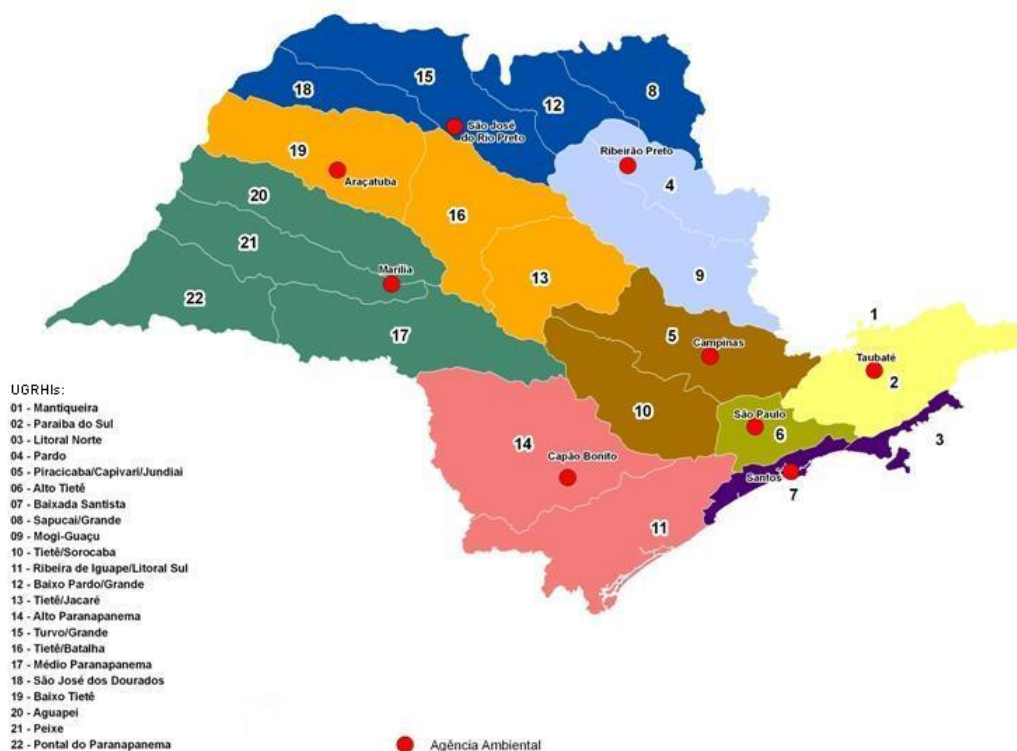 15
8
18
12
São José
do Rio Preto
Ribeirão Preto
19
4
Araçatuba
20
16
21
9
Marília
13
22
1
17
5
Campinas
Taubaté
2
UGRHIs:
01 - Mantiqueira
02 - Paraiba do Sul
03 - Litoral Norte
04 - Pardo
05 - Piracicaba/Capivari/Jundiaí
06 - Alto Tietê
07 - Baixada Santista
08 - Sapucaí/Grande
09 - Mogi-Guaçu
10 - Tietê/Sorocaba
11 - Ribeira de Iguape/Litoral Sul
12 - Baixo Pardo/Grande
13 - Tietê/Jacaré
14 - Alto Paranapanema
15 - Turvo/Grande
16 - Tietê/Batalha
17 - Médio Paranapanema
18 - São José dos Dourados
19 - Baixo Tietê
20 - Aguapeí
21 - Peixe
22 - Pontal do Paranapanema
10
São Paulo
6
3
14
Capão Bonito
Santos
7
11
Agência Ambiental